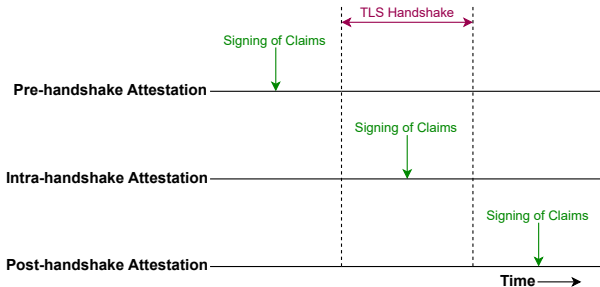 TLS Handshake
Signing of Claims
Pre-handshake Attestation
Signing of Claims
Intra-handshake Attestation
Signing of Claims
Post-handshake Attestation
Time